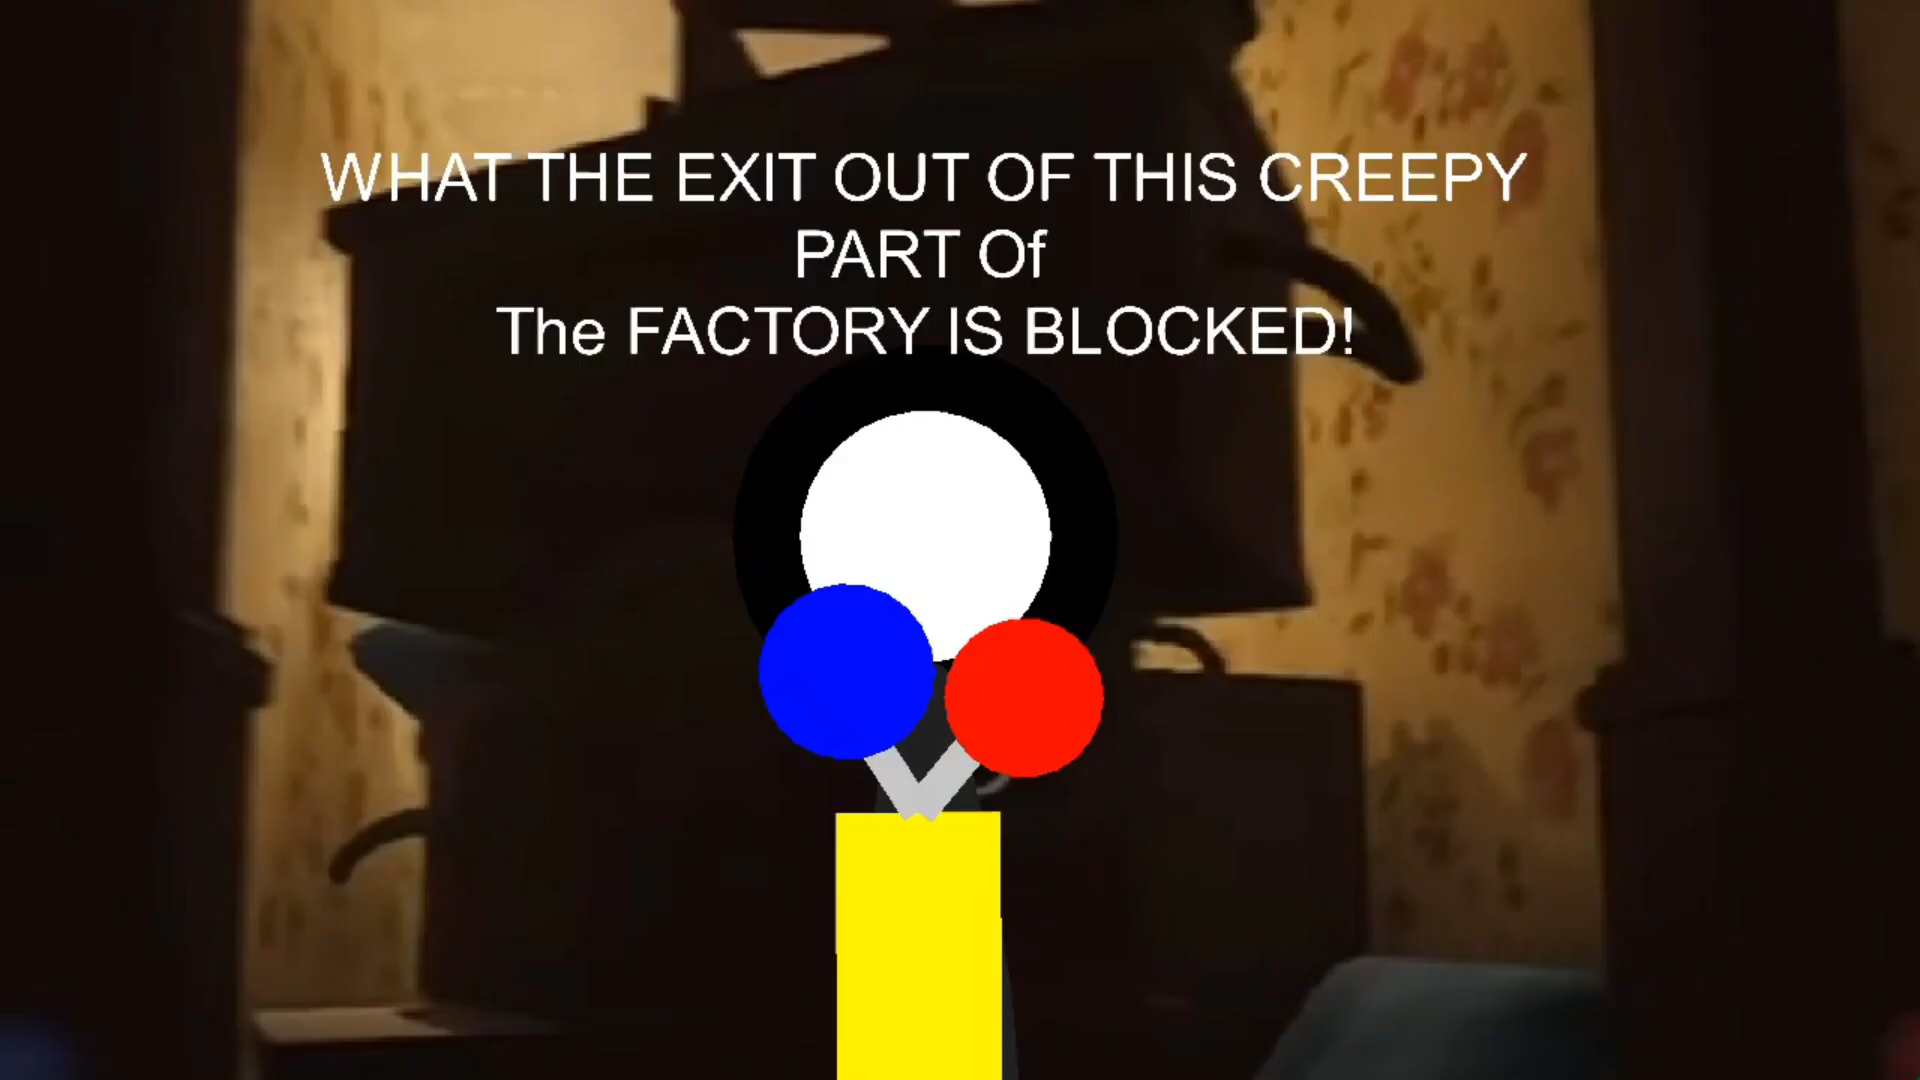 WHAT THE EXIT OUT OF THIS CREEPY
PART Of
The FACTORY IS BLOCKED!